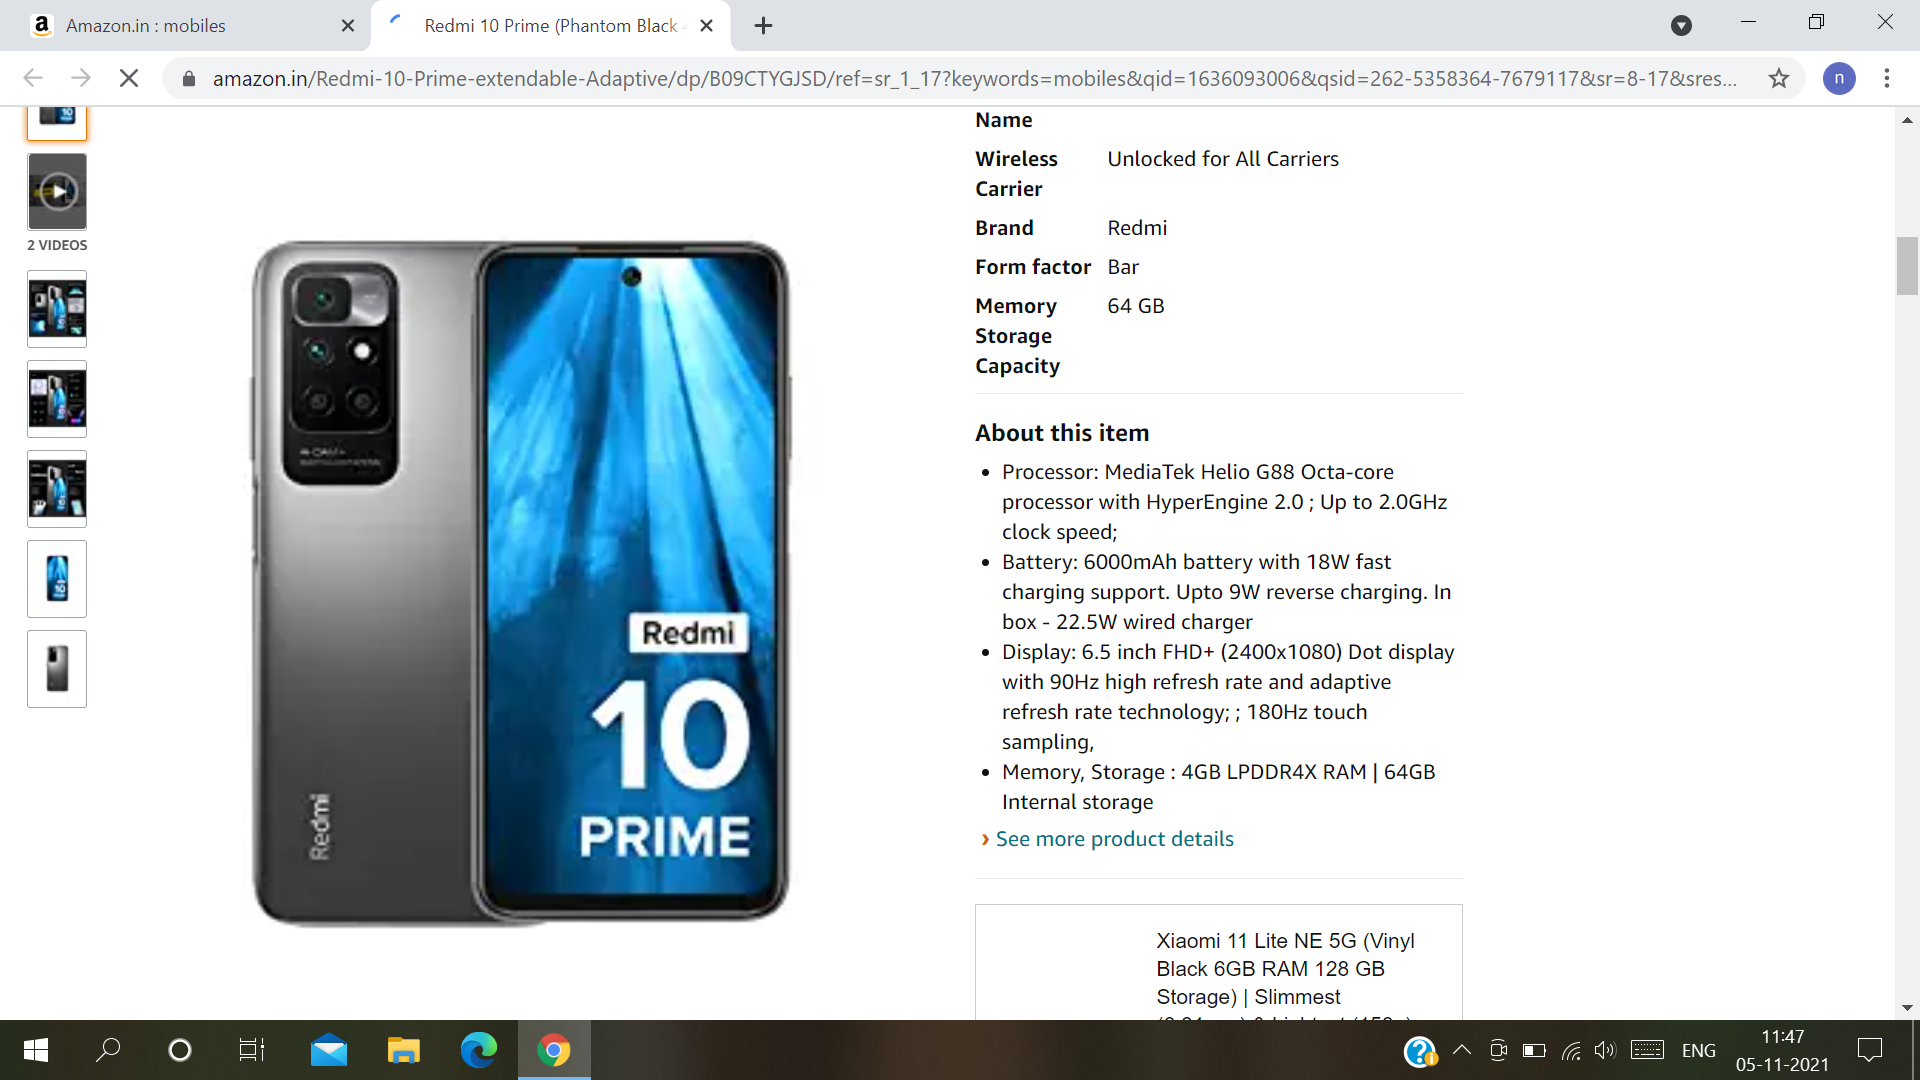 Amazon.in : mobiles
Redmi 10 Prime (Phantom Black
amazon.in/Redmi-10-Prime-extendable-Adaptive/dp/B09CTYGJSD/ref=sr_1_17?keywords=mobiles&qid=1636093006&qsid=262-5358364-7679117&sr=8-17&sres...
n
2 VIDEOS
Redmi
Redmi
10
PRIME
Name
Wireless Unlocked for All Carriers
Carrier
Brand Redmi
Form factor Bar
Memory 64 GB
Storage
Capacity
About this item
• Processor: MediaTek Helio G88 Octa-core
processor with HyperEngine 2.0 ; Up to 2.0GHz
clock speed;
• Battery: 6000mAh battery with 18W fast
charging support. Upto 9W reverse charging. In
box - 22.5W wired charger
• Display: 6.5 inch FHD+ (2400x1080) Dot display
with 90Hz high refresh rate and adaptive
refresh rate technology; ; 180Hz touch
sampling,
• Memory, Storage : 4GB LPDDR4X RAM | 64GB
Internal storage
› See more product details
Xiaomi 11 Lite NE 5G (Vinyl
Black 6GB RAM 128 GB
Storage) | Slimmest
ENG
11:47
05-11-2021